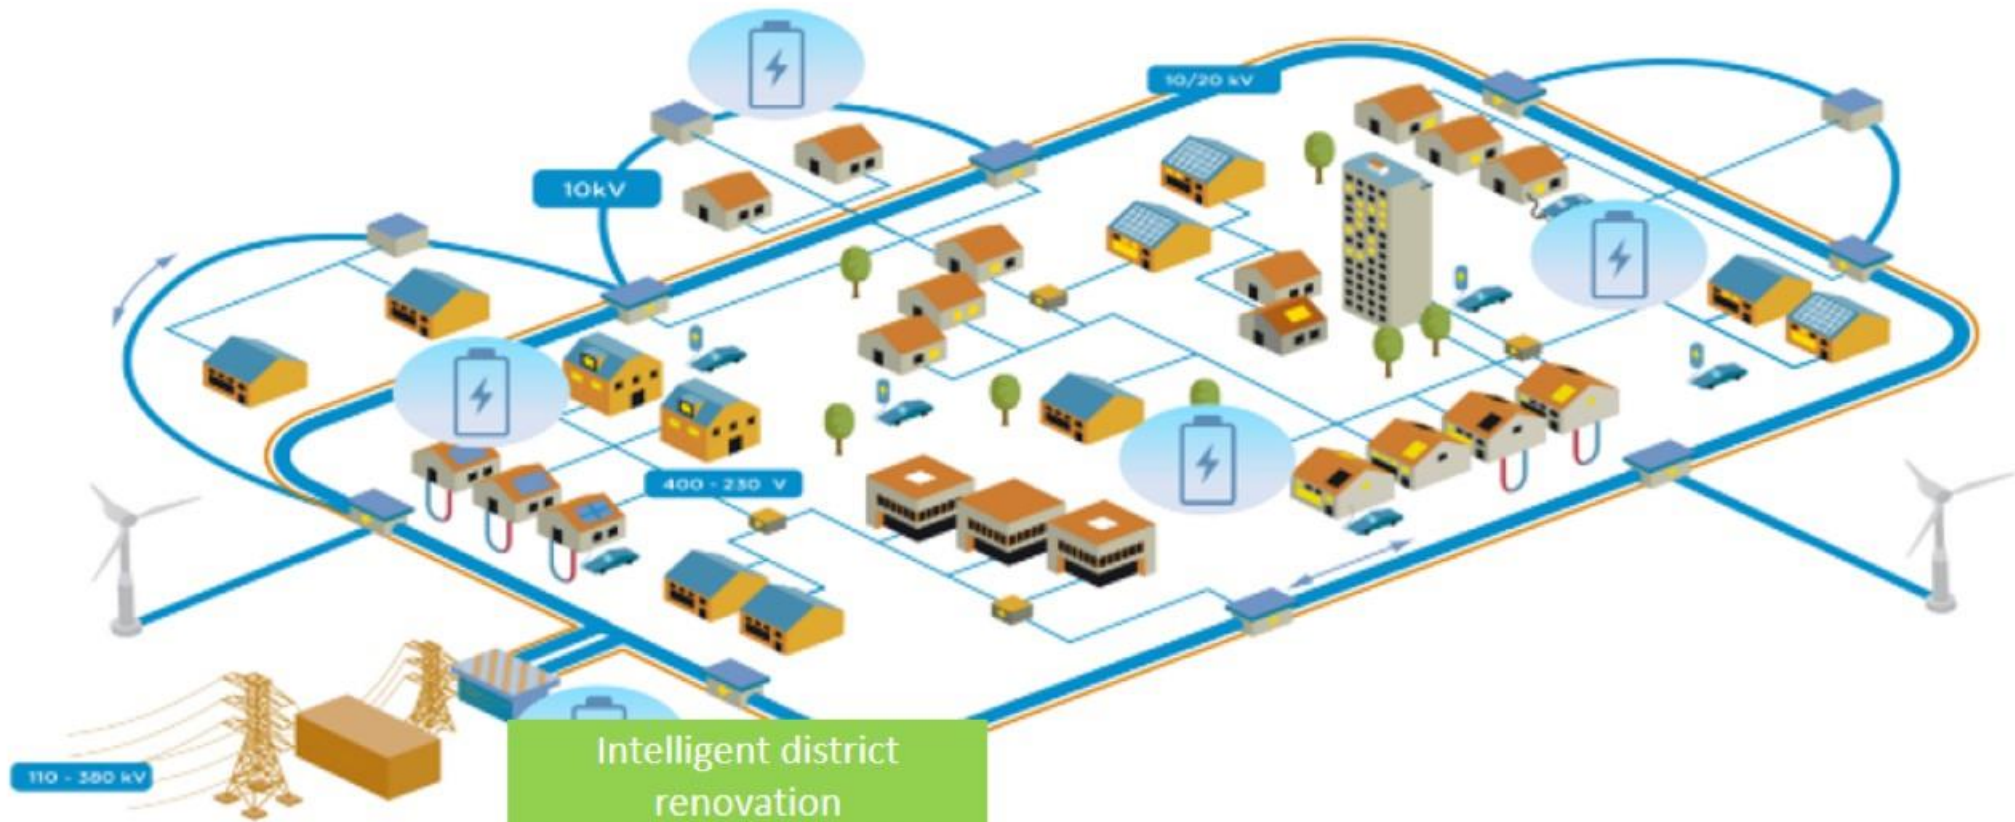 10/20 kV
10kV
400 - 230 V
110 - 380 kV
Intelligent district
renovation